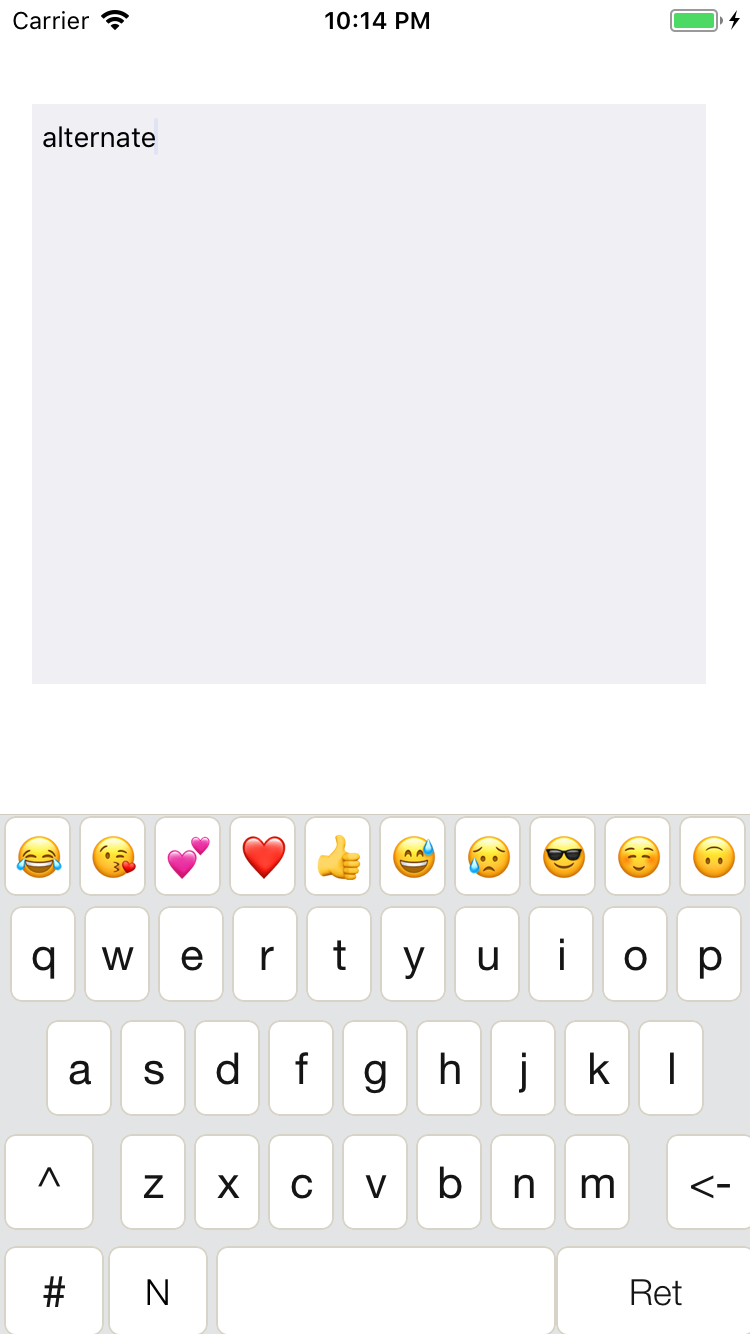 Carrier 10:14 PM
alternate
😂 😘 💕 ❤️ 👍 😅 😥 😎 ☺️ 🙃
q w e r t y u i o p
a s d f g h j k l
^ z x c v b n m <-
# N Ret